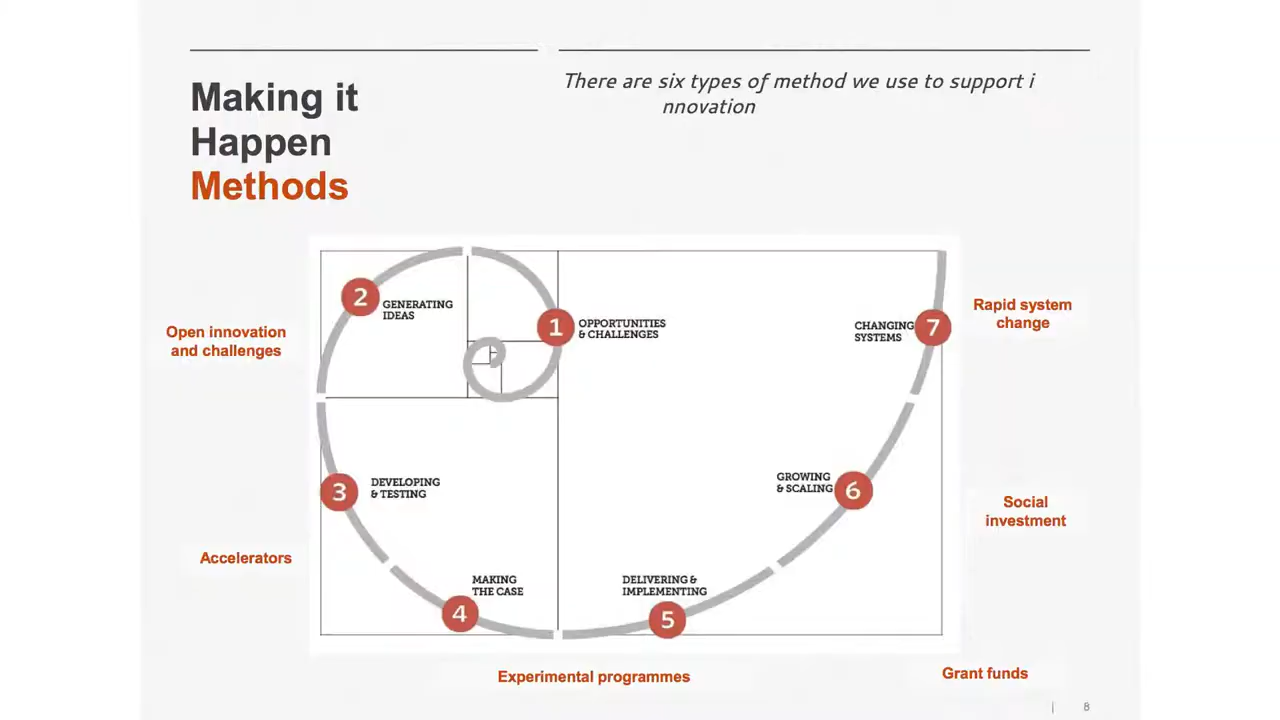 Making it
Happen
Methods
There are six types of method we use to support i
nnovation
2
GENERATING
IDEAS
1
OPPORTUNITIES
& CHALLENGES
CHANGING
SYSTEMS
7
Rapid system
change
Open innovation
and challenges
3
DEVELOPING
& TESTING
GROWING
& SCALING
6
Social
investment
Accelerators
MAKING
THE CASE
4
DELIVERING &
IMPLEMENTING
5
Experimental programmes
Grant funds
| 8